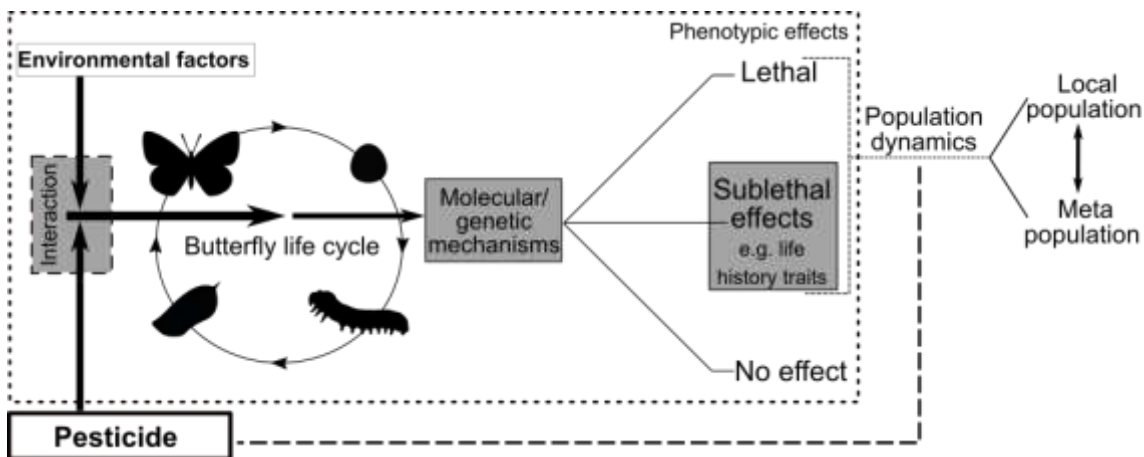 Phenotypic effects
Environmental factors
Lethal
Interaction
Butterfly life cycle
Molecular/
genetic
mechanisms
Sublethal
effects
e.g. life
history traits
No effect
Population
dynamics
Local
population
Meta
population
Pesticide